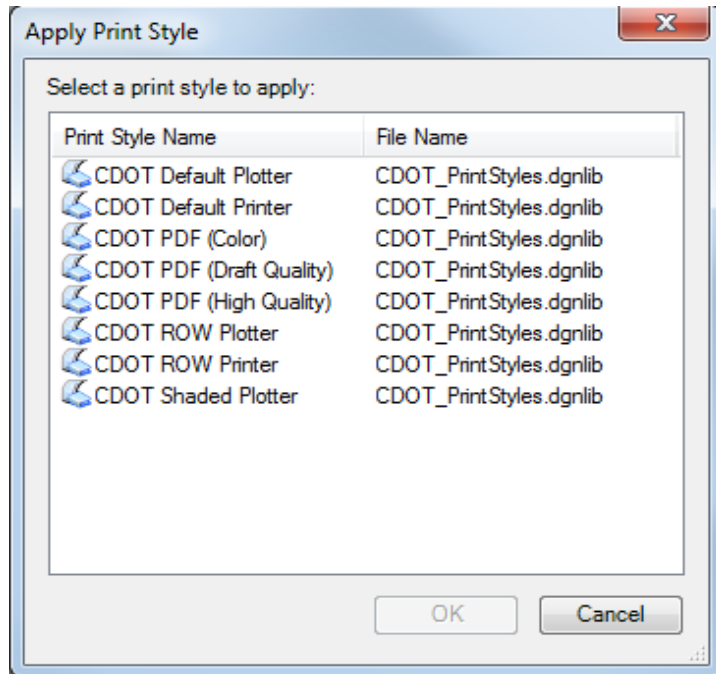 Apply Print Style
Select a print style to apply:
Print Style Name File Name
CDOT Default Plotter CDOT_PrintStyles.dgnlib
CDOT Default Printer CDOT_PrintStyles.dgnlib
CDOT PDF (Color) CDOT_PrintStyles.dgnlib
CDOT PDF (Draft Quality) CDOT_PrintStyles.dgnlib
CDOT PDF (High Quality) CDOT_PrintStyles.dgnlib
CDOT ROW Plotter CDOT_PrintStyles.dgnlib
CDOT ROW Printer CDOT_PrintStyles.dgnlib
CDOT Shaded Plotter CDOT_PrintStyles.dgnlib
OK Cancel